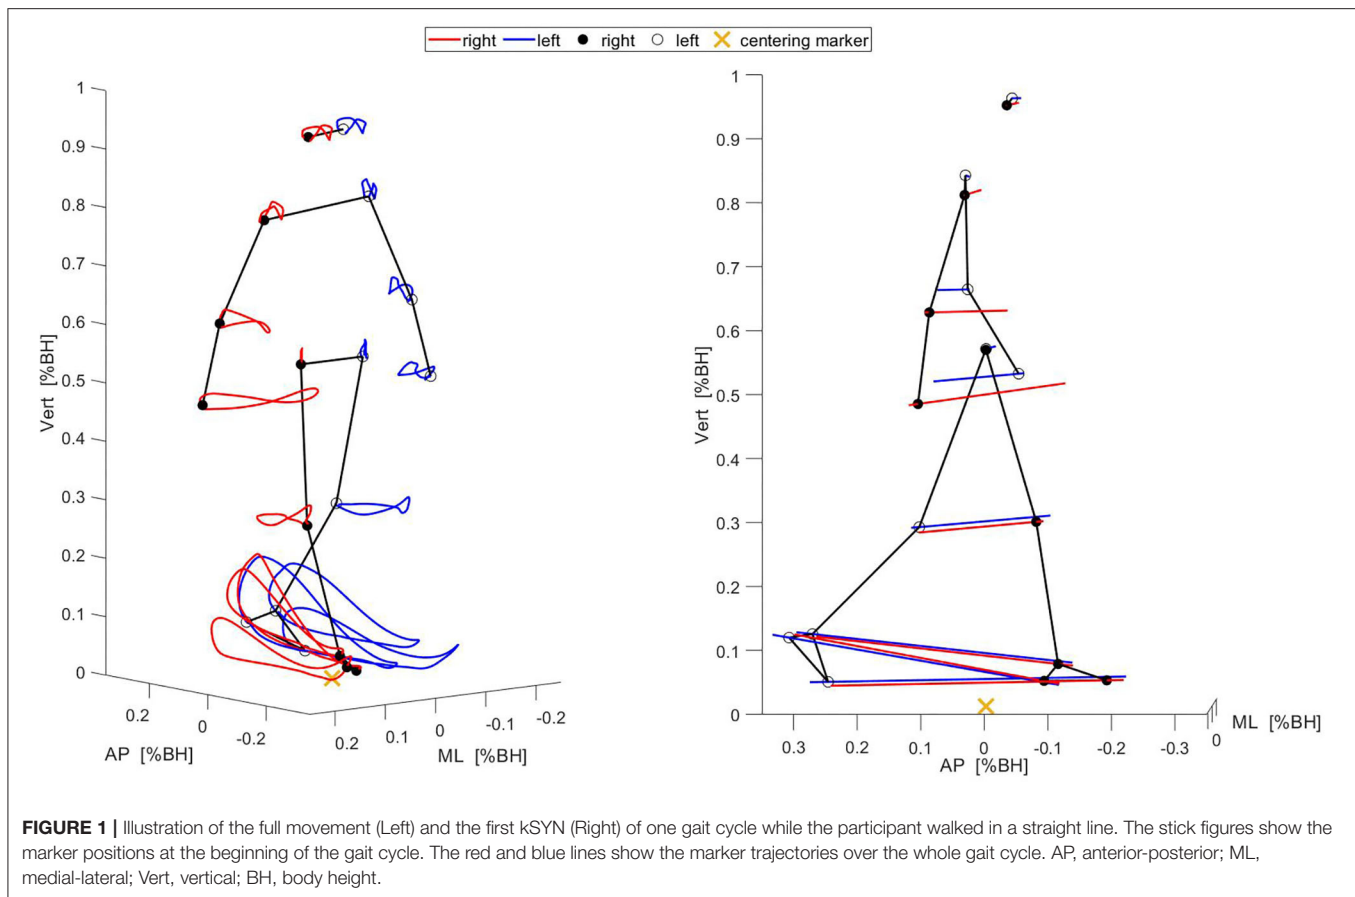 right left right left centering marker
1
0.9
0.8
0.7
0.6
0.5
0.4
0.3
0.2
0.1
0
Vert [%BH]
0.2
0
-0.2
AP [%BH]
0.2
0.1
0
-0.1
-0.2
ML [%BH]
1
0.9
0.8
0.7
0.6
0.5
0.4
0.3
0.2
0.1
0
Vert [%BH]
0.3 0.2 0.1 0 -0.1 -0.2 -0.3
AP [%BH]
0
ML [%BH]
FIGURE 1 | Illustration of the full movement (Left) and the first kSYN (Right) of one gait cycle while the participant walked in a straight line. The stick figures show the
marker positions at the beginning of the gait cycle. The red and blue lines show the marker trajectories over the whole gait cycle. AP, anterior-posterior; ML,
medial-lateral; Vert, vertical; BH, body height.